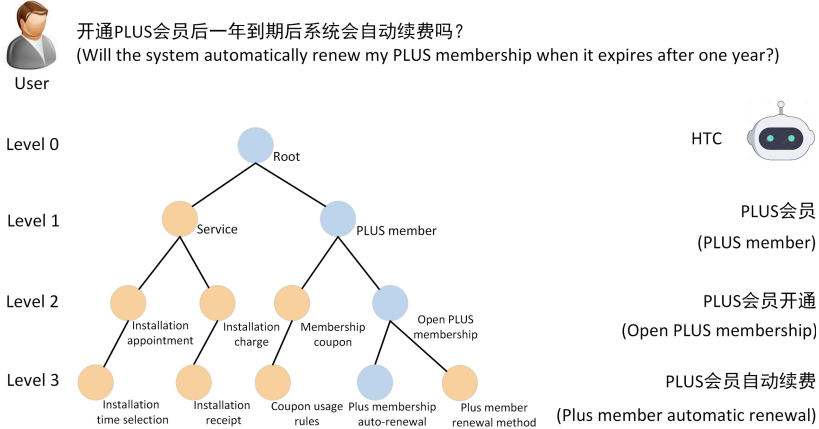 开通PLUS会员后一年到期后系统会自动续费吗？
(Will the system automatically renew my PLUS membership when it expires after one year?)
User
Level 0
Root
HTC
Level 1
Service
PLUS member
PLUS会员
(PLUS member)
Level 2
Installation
appointment
Installation
charge
Membership
coupon
Open PLUS
membership
PLUS会员开通
(Open PLUS membership)
Level 3
Installation
time selection
Installation
receipt
Coupon usage
rules
Plus membership
auto-renewal
Plus member
renewal method
PLUS会员自动续费
(Plus member automatic renewal)